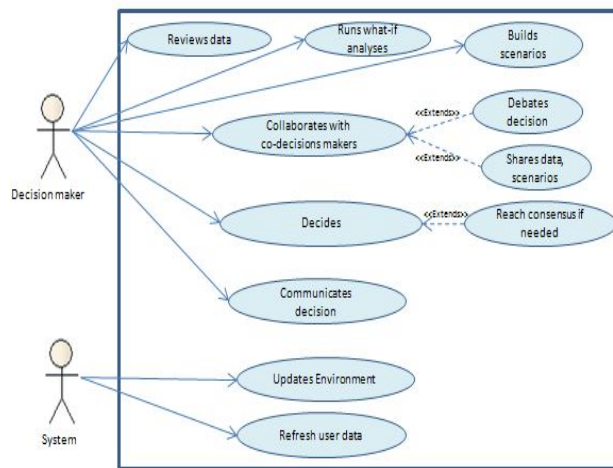 Reviews data
Runs what-if
analyses
Builds
scenarios
Decision maker
Collaborates with
co-decisions makers
<<Extends>>
Debates
decision
<<Extends>>
Shares data,
scenarios
Decides
<<Extends>>
Reach consensus if
needed
Communicates
decision
System
Updates Environment
Refresh user data